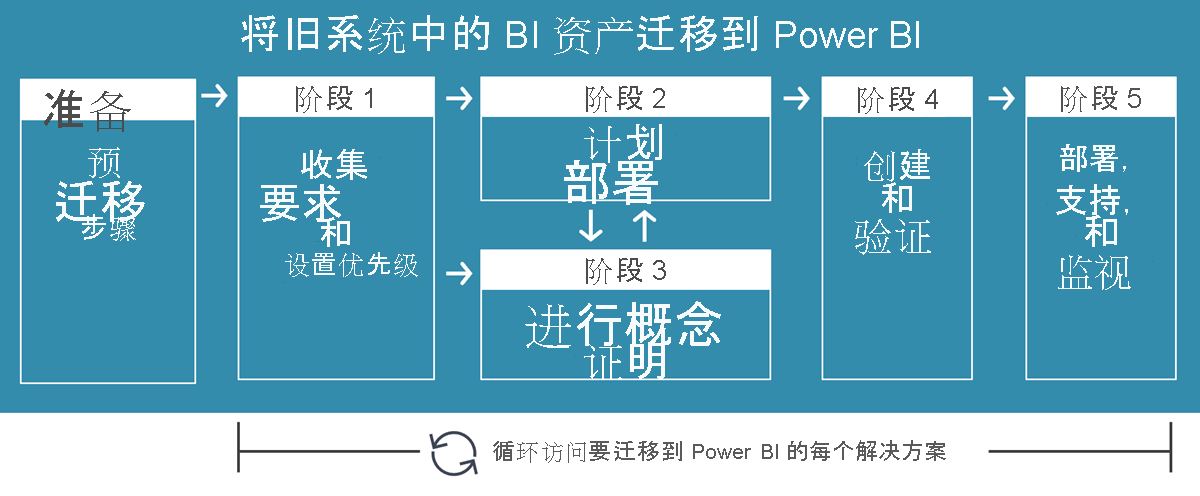 将旧系统中的 BI 资产迁移到 Power BI
准备
预
迁移
步骤
阶段 1
收集
要求
和
设置优先级
阶段 2
计划
部署
阶段 3
进行概念
证明
阶段 4
创建
和
验证
阶段 5
部署,
支持,
和
监视
循环访问要迁移到 Power BI 的每个解决方案